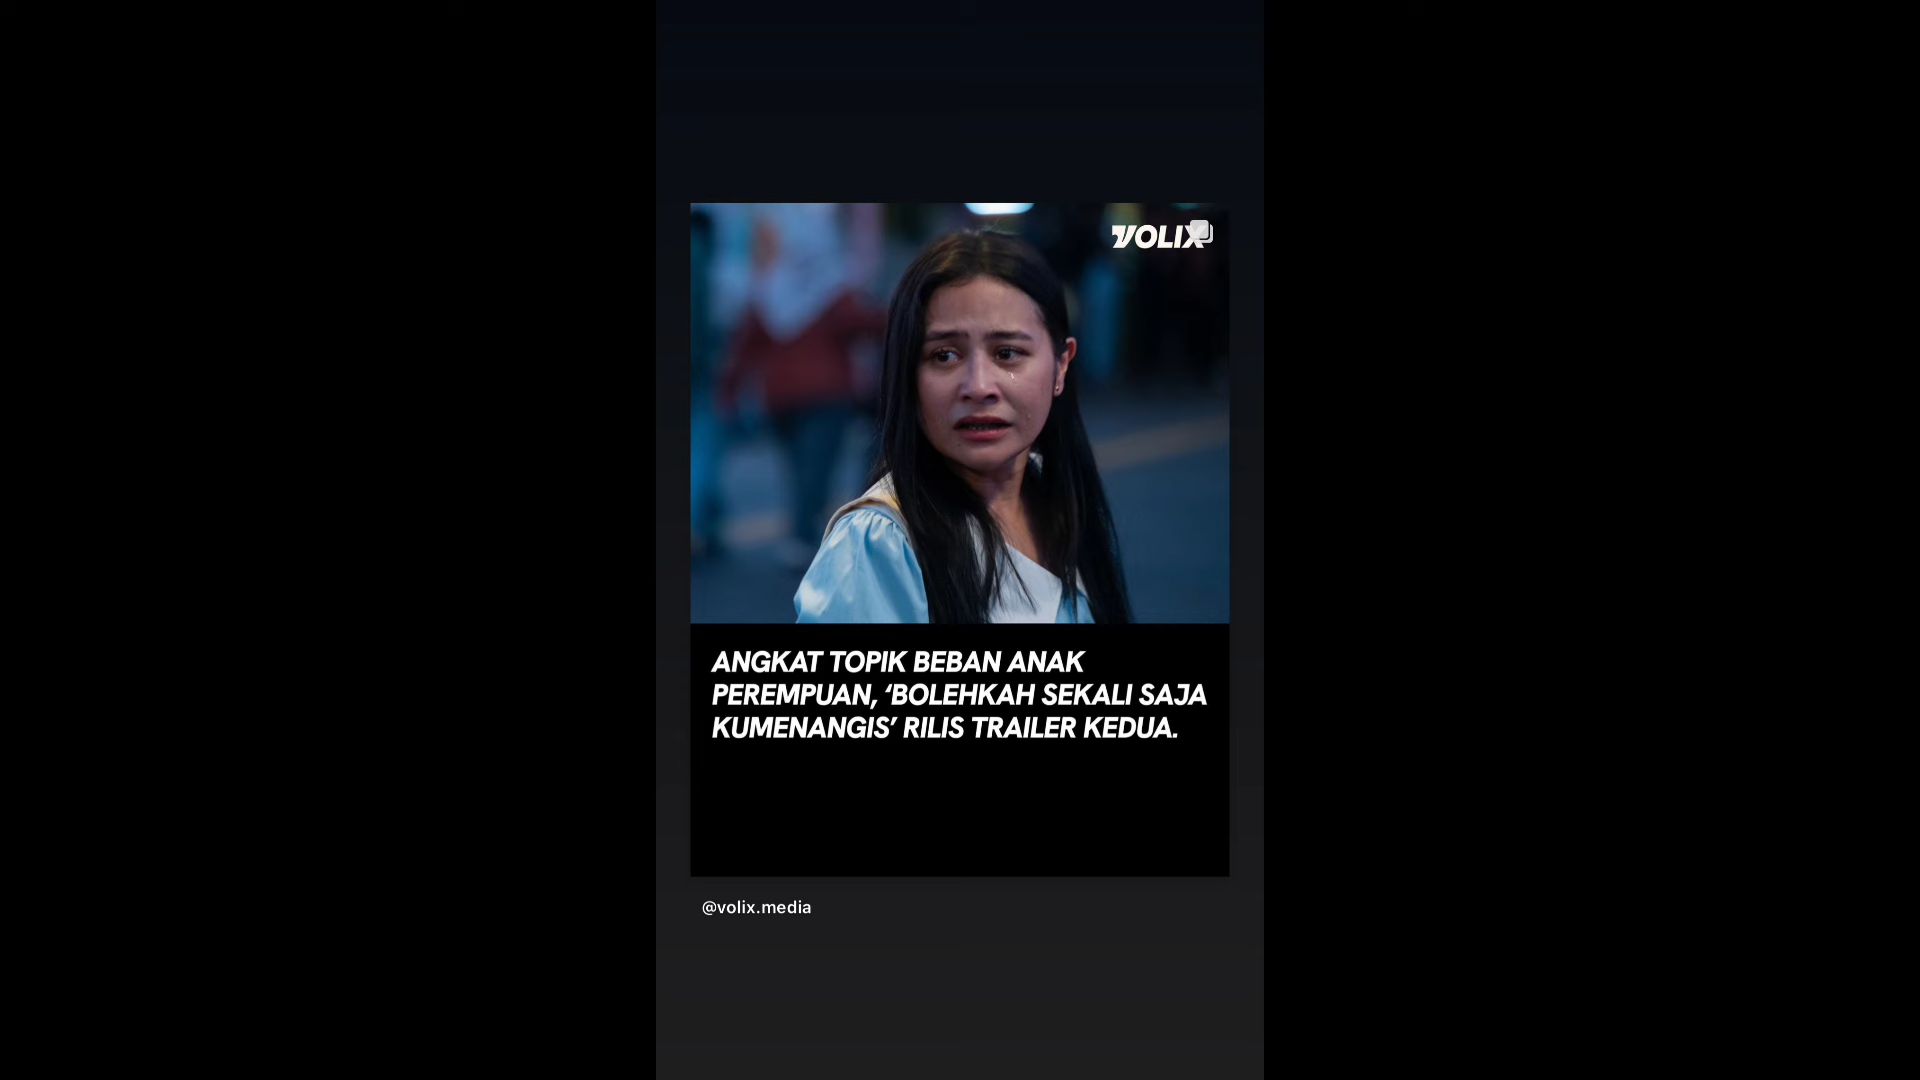 VOLIX
ANGKAT TOPIK BEBAN ANAK
PEREMPUAN, ‘BOLEHKAH SEKALI SAJA
KUMENANGIS’ RILIS TRAILER KEDUA.
@volix.media